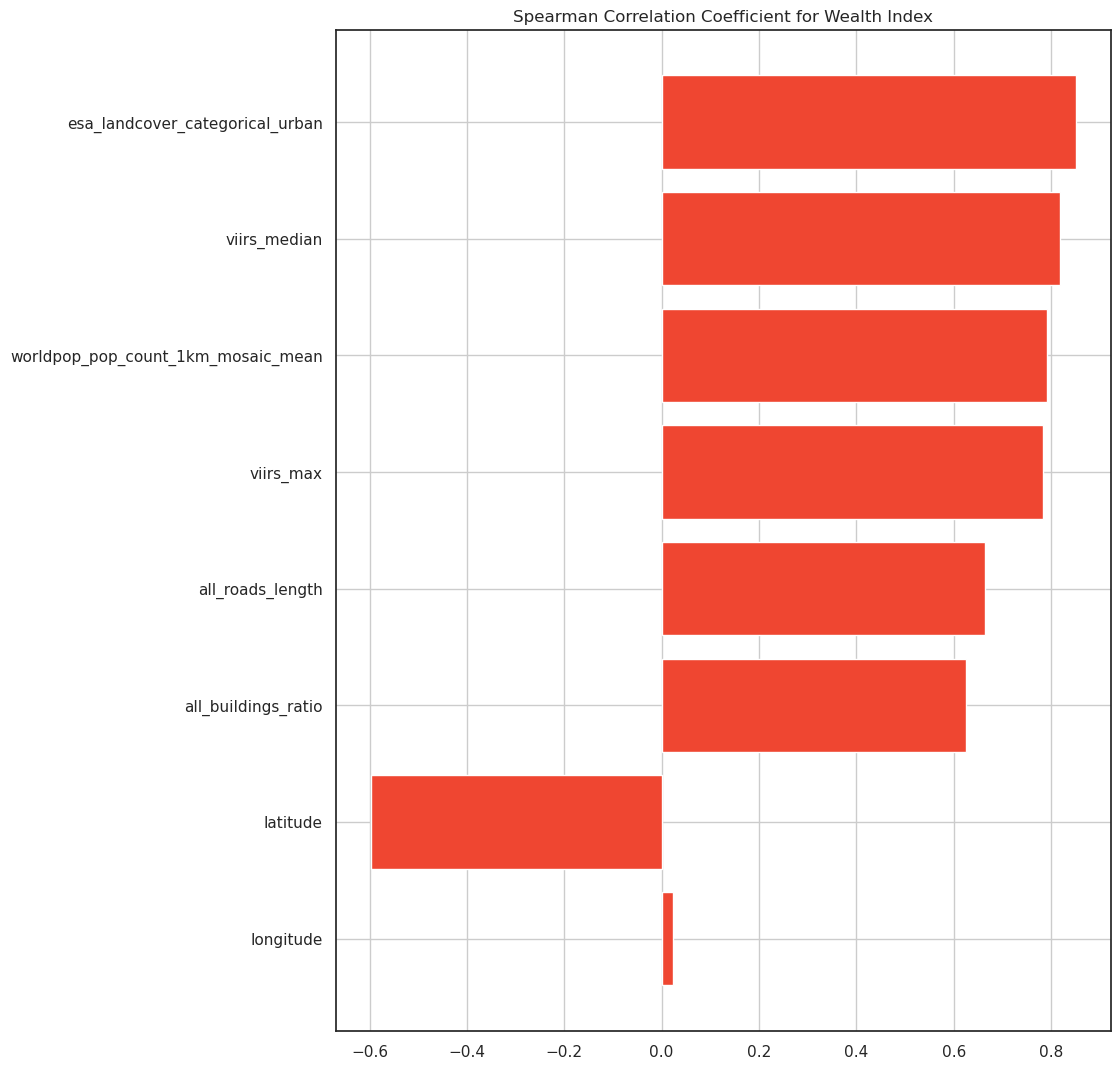 Spearman Correlation Coefficient for Wealth Index
esa_landcover_categorical_urban
viirs_median
worldpop_pop_count_1km_mosaic_mean
viirs_max
all_roads_length
all_buildings_ratio
latitude
longitude
−0.6 −0.4 −0.2 0.0 0.2 0.4 0.6 0.8